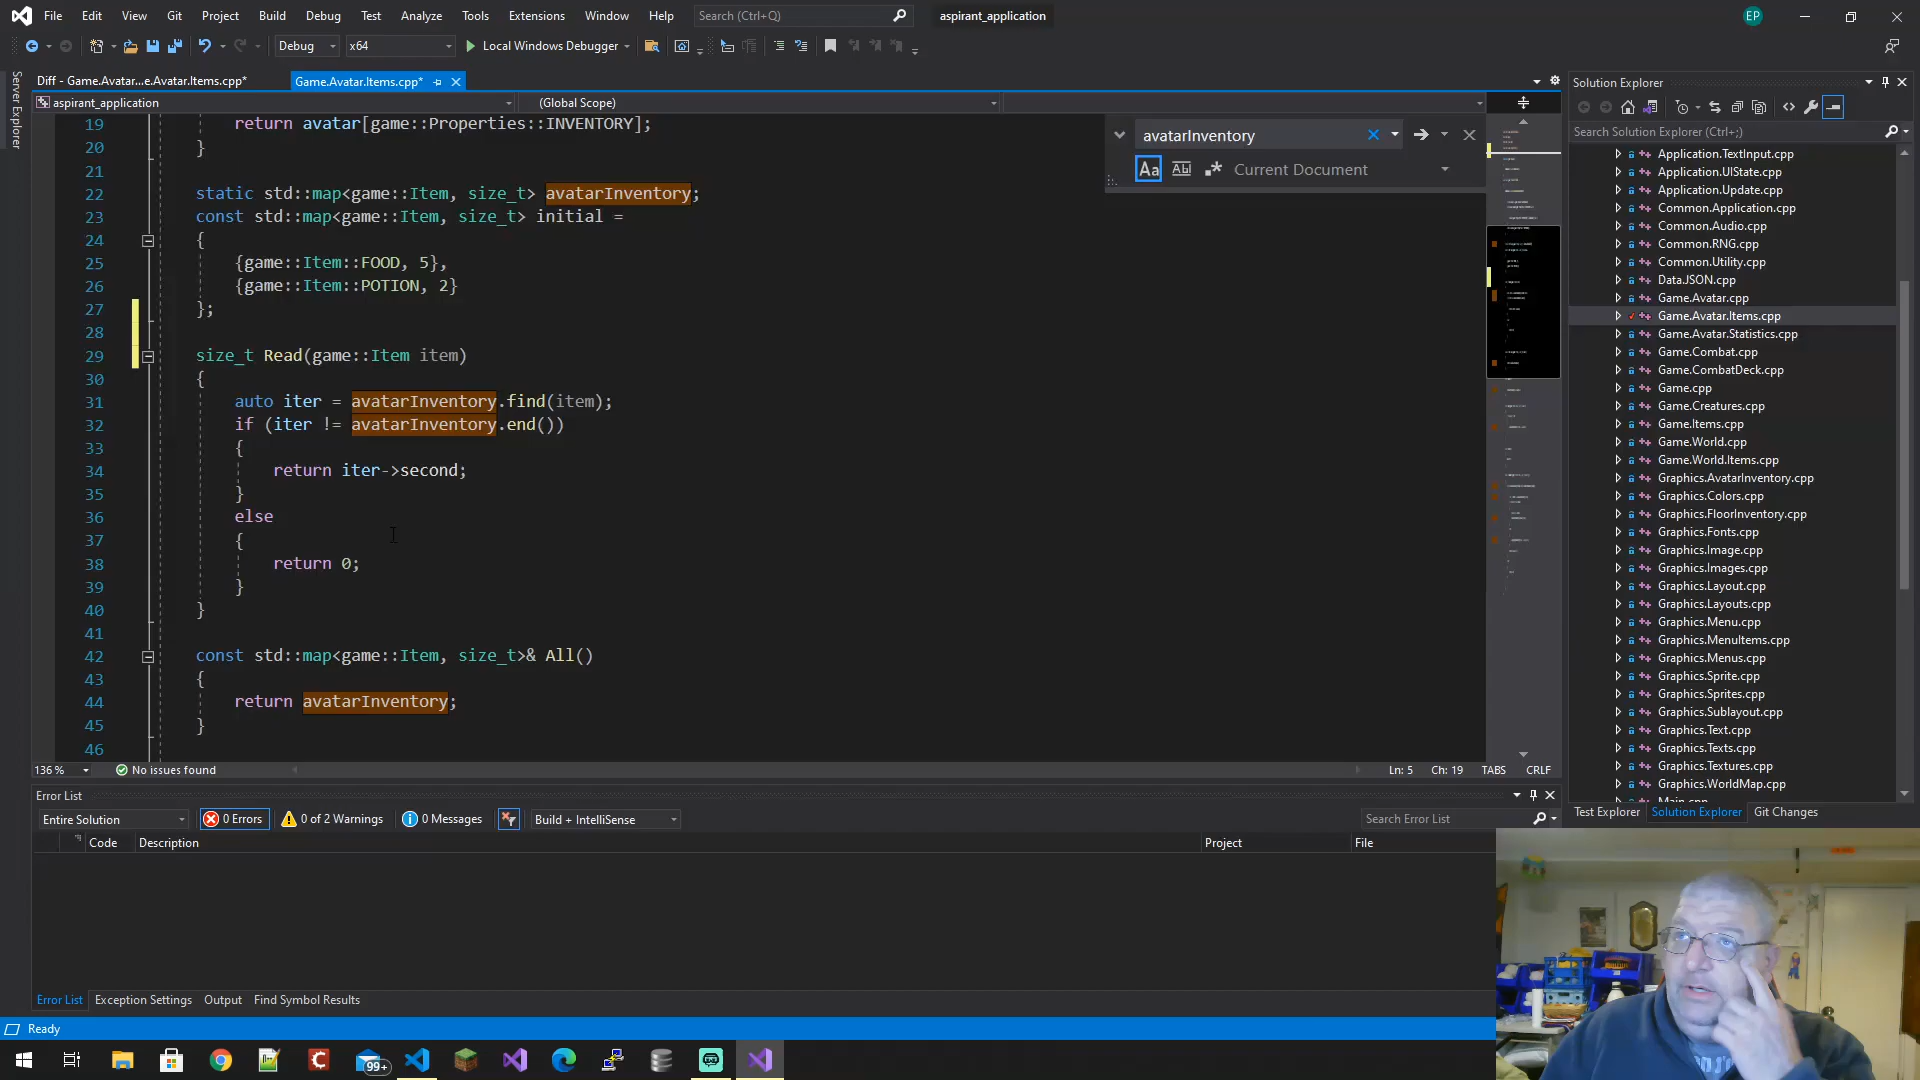 File Edit View Git Project Build Debug Test Analyze Tools Extensions Window Help Search (Ctrl+Q) aspirant_application EP
Debug x64 Local Windows Debugger
Server Explorer
Diff - Game.Avatar...e.Avatar.Items.cpp* Game.Avatar.Items.cpp*
aspirant_application (Global Scope)
avatarInventory
Aa Current Document
19 return avatar[game::Properties::INVENTORY];
20 }
21
22 static std::map<game::Item, size_t> avatarInventory;
23 const std::map<game::Item, size_t> initial =
24 {
25 {game::Item::FOOD, 5},
26 {game::Item::POTION, 2}
27 };
28
29 size_t Read(game::Item item)
30 {
31 auto iter = avatarInventory.find(item);
32 if (iter != avatarInventory.end())
33 {
34 return iter->second;
35 }
36 else
37 {
38 return 0;
39 }
40 }
41
42 const std::map<game::Item, size_t>& All()
43 {
44 return avatarInventory;
45 }
46
136 % No issues found Ln: 5 Ch: 19 TABS CRLF
Error List
Entire Solution 0 Errors 0 of 2 Warnings 0 Messages Build + IntelliSense Search Error List
Code Description Project File
Error List Exception Settings Output Find Symbol Results
Ready
99+
Solution Explorer
Search Solution Explorer (Ctrl+;)
Application.TextInput.cpp
Application.UIState.cpp
Application.Update.cpp
Common.Application.cpp
Common.Audio.cpp
Common.RNG.cpp
Common.Utility.cpp
Data.JSON.cpp
Game.Avatar.cpp
Game.Avatar.Items.cpp
Game.Avatar.Statistics.cpp
Game.Combat.cpp
Game.CombatDeck.cpp
Game.cpp
Game.Creatures.cpp
Game.Items.cpp
Game.World.cpp
Game.World.Items.cpp
Graphics.AvatarInventory.cpp
Graphics.Colors.cpp
Graphics.FloorInventory.cpp
Graphics.Fonts.cpp
Graphics.Image.cpp
Graphics.Images.cpp
Graphics.Layout.cpp
Graphics.Layouts.cpp
Graphics.Menu.cpp
Graphics.MenuItems.cpp
Graphics.Menus.cpp
Graphics.Sprite.cpp
Graphics.Sprites.cpp
Graphics.Sublayout.cpp
Graphics.Text.cpp
Graphics.Texts.cpp
Graphics.Textures.cpp
Graphics.WorldMap.cpp
Main.cpp
Test Explorer Solution Explorer Git Changes